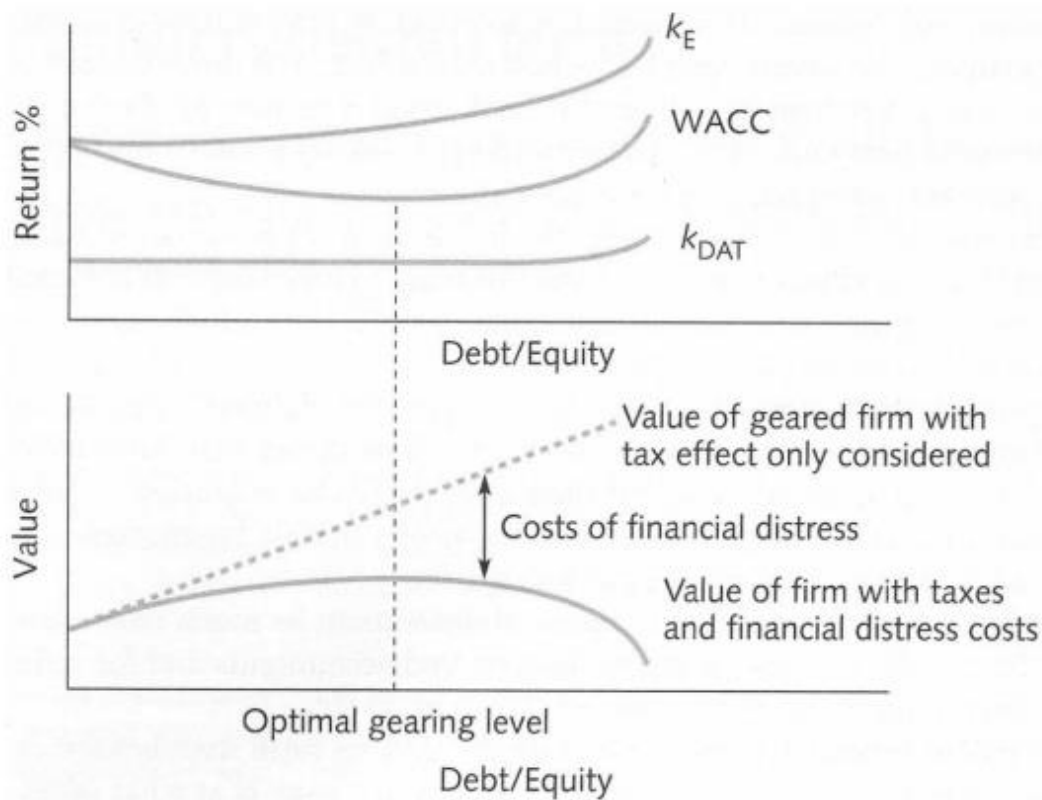 k_E
Return %
WACC
k_DAT
Debt/Equity
Value of geared firm with
tax effect only considered
Value
Costs of financial distress
Value of firm with taxes
and financial distress costs
Optimal gearing level
Debt/Equity